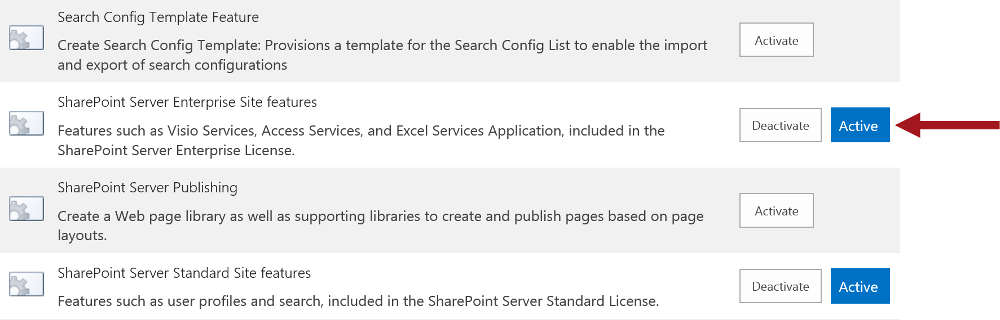 Search Config Template Feature
Create Search Config Template: Provisions a template for the Search Config List to enable the import
and export of search configurations
Activate
SharePoint Server Enterprise Site features
Features such as Visio Services, Access Services, and Excel Services Application, included in the
SharePoint Server Enterprise License.
Deactivate
Active
SharePoint Server Publishing
Create a Web page library as well as supporting libraries to create and publish pages based on page
layouts.
Activate
SharePoint Server Standard Site features
Features such as user profiles and search, included in the SharePoint Server Standard License.
Deactivate
Active